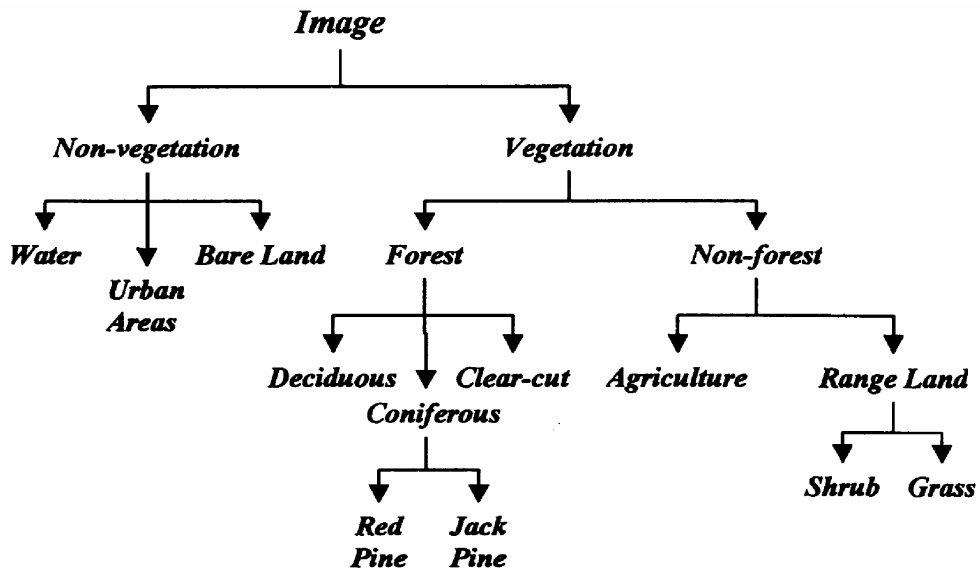 Image
Non-vegetation Vegetation
Water Bare Land Forest Non-forest
Urban
Areas
Deciduous Clear-cut Agriculture Range Land
Coniferous
Shrub Grass
Red Jack
Pine Pine